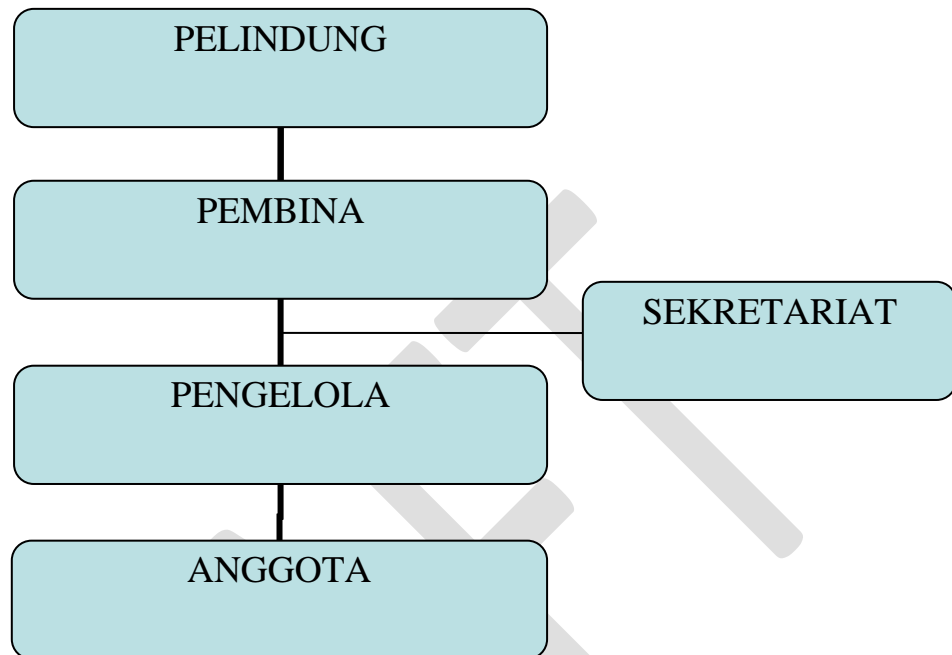 PELINDUNG
PEMBINA
SEKRETARIAT
PENGELOLA
ANGGOTA